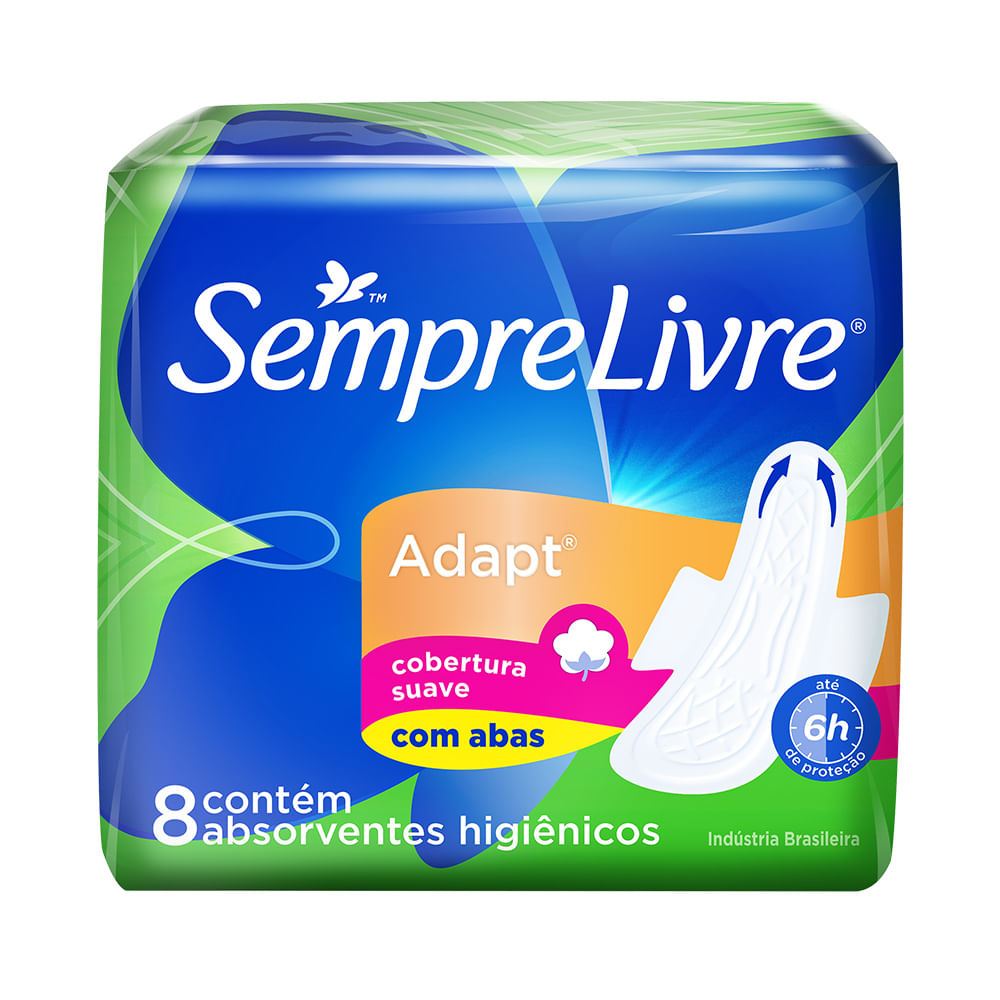 SempreLivre®
™
Adapt®
cobertura
suave
com abas
até
6h
de proteção
8 contém
absorventes higiênicos
Indústria Brasileira